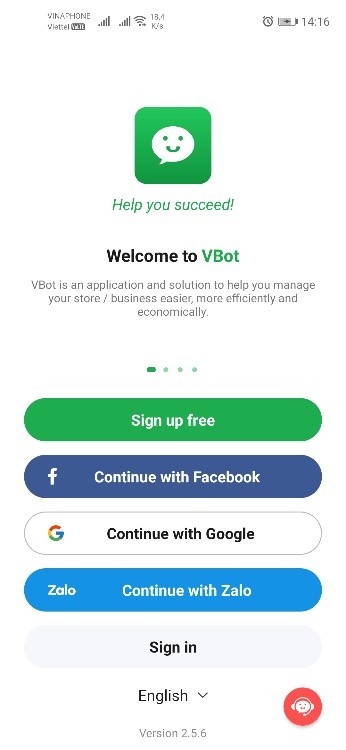 VINAPHONE
Viettel VoLTE
18,4
K/s
14:16
Help you succeed!
Welcome to VBot
VBot is an application and solution to help you manage
your store / business easier, more efficiently and
economically.
Sign up free
Continue with Facebook
Continue with Google
Zalo Continue with Zalo
Sign in
English
Version 2.5.6